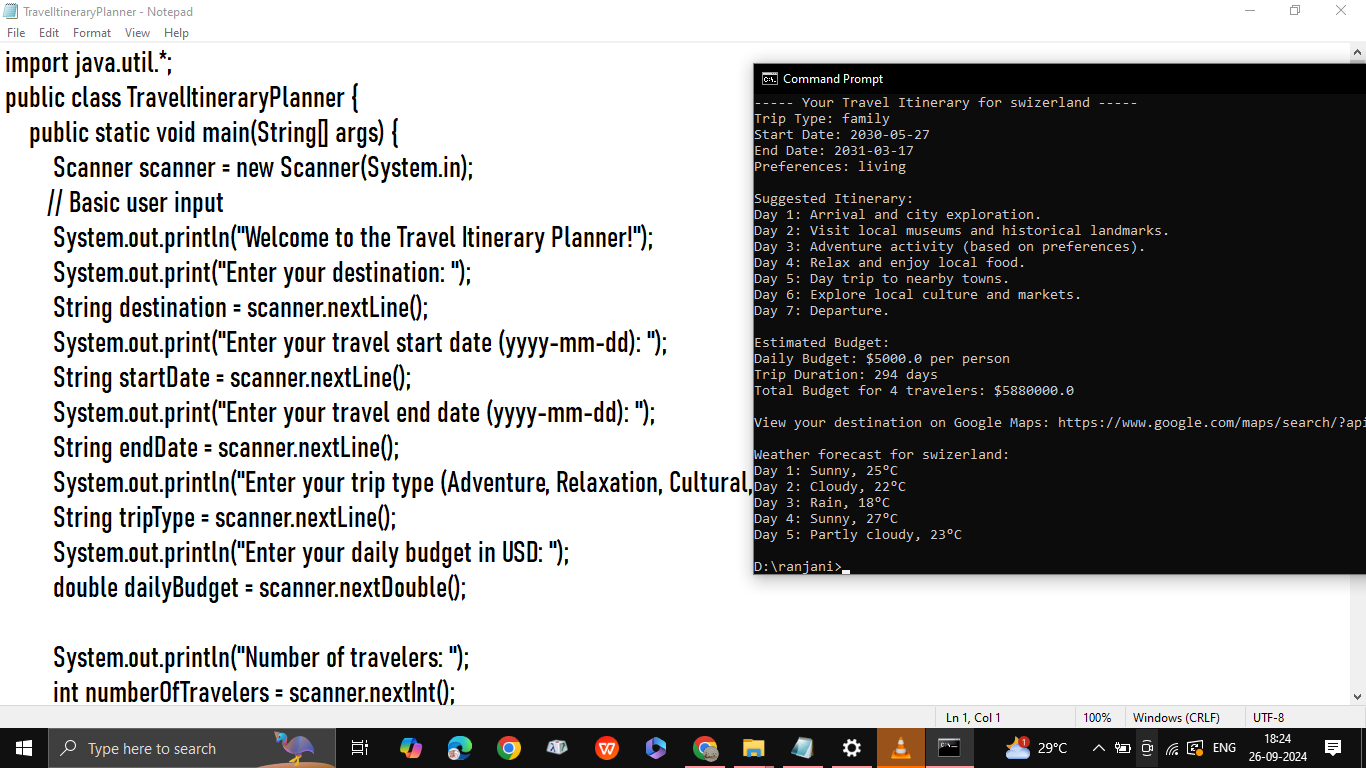 TravelItineraryPlanner - Notepad
File Edit Format View Help
import java.util.*;
public class TravelItineraryPlanner {
public static void main(String[] args) {
Scanner scanner = new Scanner(System.in);
// Basic user input
System.out.println("Welcome to the Travel Itinerary Planner!");
System.out.print("Enter your destination: ");
String destination = scanner.nextLine();
System.out.print("Enter your travel start date (yyyy-mm-dd): ");
String startDate = scanner.nextLine();
System.out.print("Enter your travel end date (yyyy-mm-dd): ");
String endDate = scanner.nextLine();
System.out.println("Enter your trip type (Adventure, Relaxation, Cultural,
String tripType = scanner.nextLine();
System.out.println("Enter your daily budget in USD: ");
double dailyBudget = scanner.nextDouble();
System.out.println("Number of travelers: ");
int numberOfTravelers = scanner.nextInt();
Command Prompt
----- Your Travel Itinerary for swizerland -----
Trip Type: family
Start Date: 2030-05-27
End Date: 2031-03-17
Preferences: living
Suggested Itinerary:
Day 1: Arrival and city exploration.
Day 2: Visit local museums and historical landmarks.
Day 3: Adventure activity (based on preferences).
Day 4: Relax and enjoy local food.
Day 5: Day trip to nearby towns.
Day 6: Explore local culture and markets.
Day 7: Departure.
Estimated Budget:
Daily Budget: $5000.0 per person
Trip Duration: 294 days
Total Budget for 4 travelers: $5880000.0
View your destination on Google Maps: https://www.google.com/maps/search/?api
Weather forecast for swizerland:
Day 1: Sunny, 25ºC
Day 2: Cloudy, 22ºC
Day 3: Rain, 18ºC
Day 4: Sunny, 27ºC
Day 5: Partly cloudy, 23ºC
D:\ranjani>
Ln 1, Col 1 100% Windows (CRLF) UTF-8
Type here to search
1 29°C ENG 18:24
26-09-2024